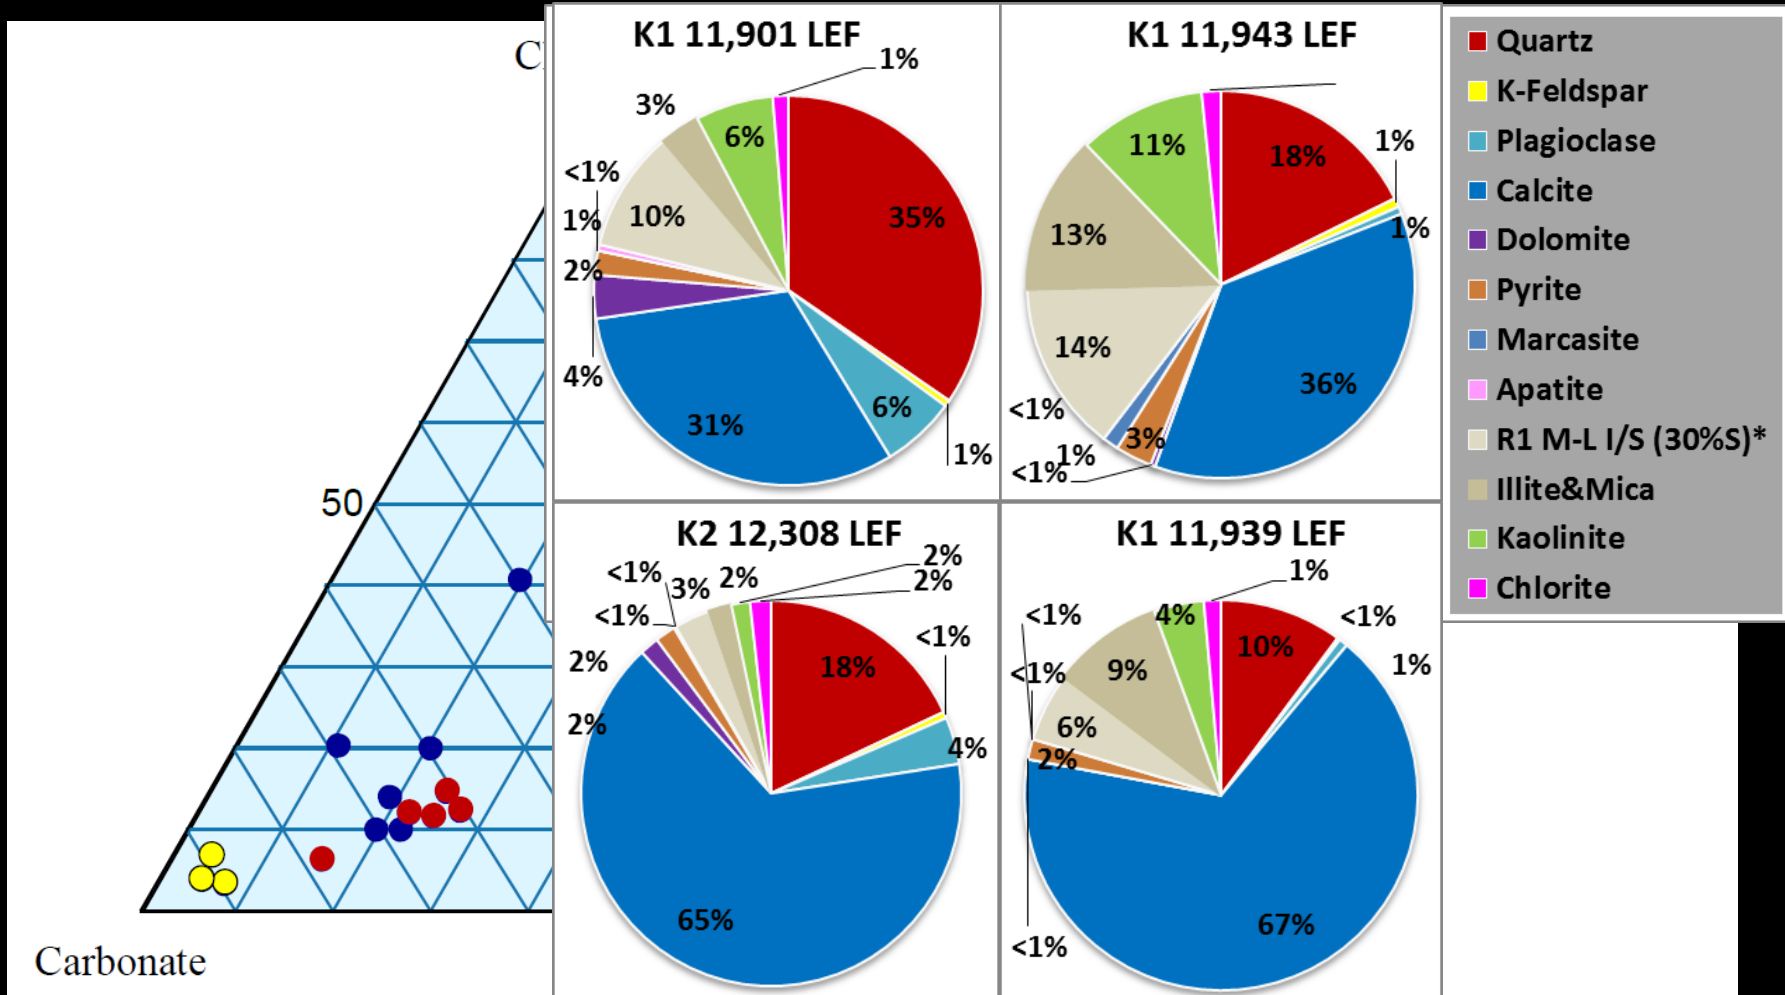 Cl
50
Carbonate
K1 11,901 LEF
1%
3%
6%
<1%
1%
10%
35%
2%
4%
31%
6%
1%
K1 11,943 LEF
1%
18%
11%
1%
13%
14%
36%
<1%
3%
1%
<1%
K2 12,308 LEF
2%
<1%
3%
2%
2%
<1%
<1%
2%
18%
2%
4%
65%
K1 11,939 LEF
1%
<1%
4%
<1%
10%
9%
<1%
1%
6%
2%
67%
<1%
Quartz
K-Feldspar
Plagioclase
Calcite
Dolomite
Pyrite
Marcasite
Apatite
R1 M-L I/S (30%S)*
Illite&Mica
Kaolinite
Chlorite